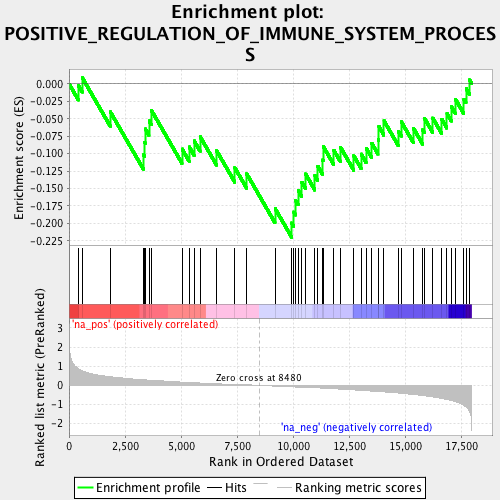 Enrichment plot:
POSITIVE_REGULATION_OF_IMMUNE_SYSTEM_PROCES
S
Enrichment score (ES)
0.000
-0.025
-0.050
-0.075
-0.100
-0.125
-0.150
-0.175
-0.200
-0.225
'na_pos' (positively correlated)
Ranked list metric (PreRanked)
3
2
1
0
-1
-2
Zero cross at 8480
'na_neg' (negatively correlated)
0
2,500
5,000
7,500
10,000
12,500
15,000
17,500
Rank in Ordered Dataset
Enrichment profile
Hits
Ranking metric scores